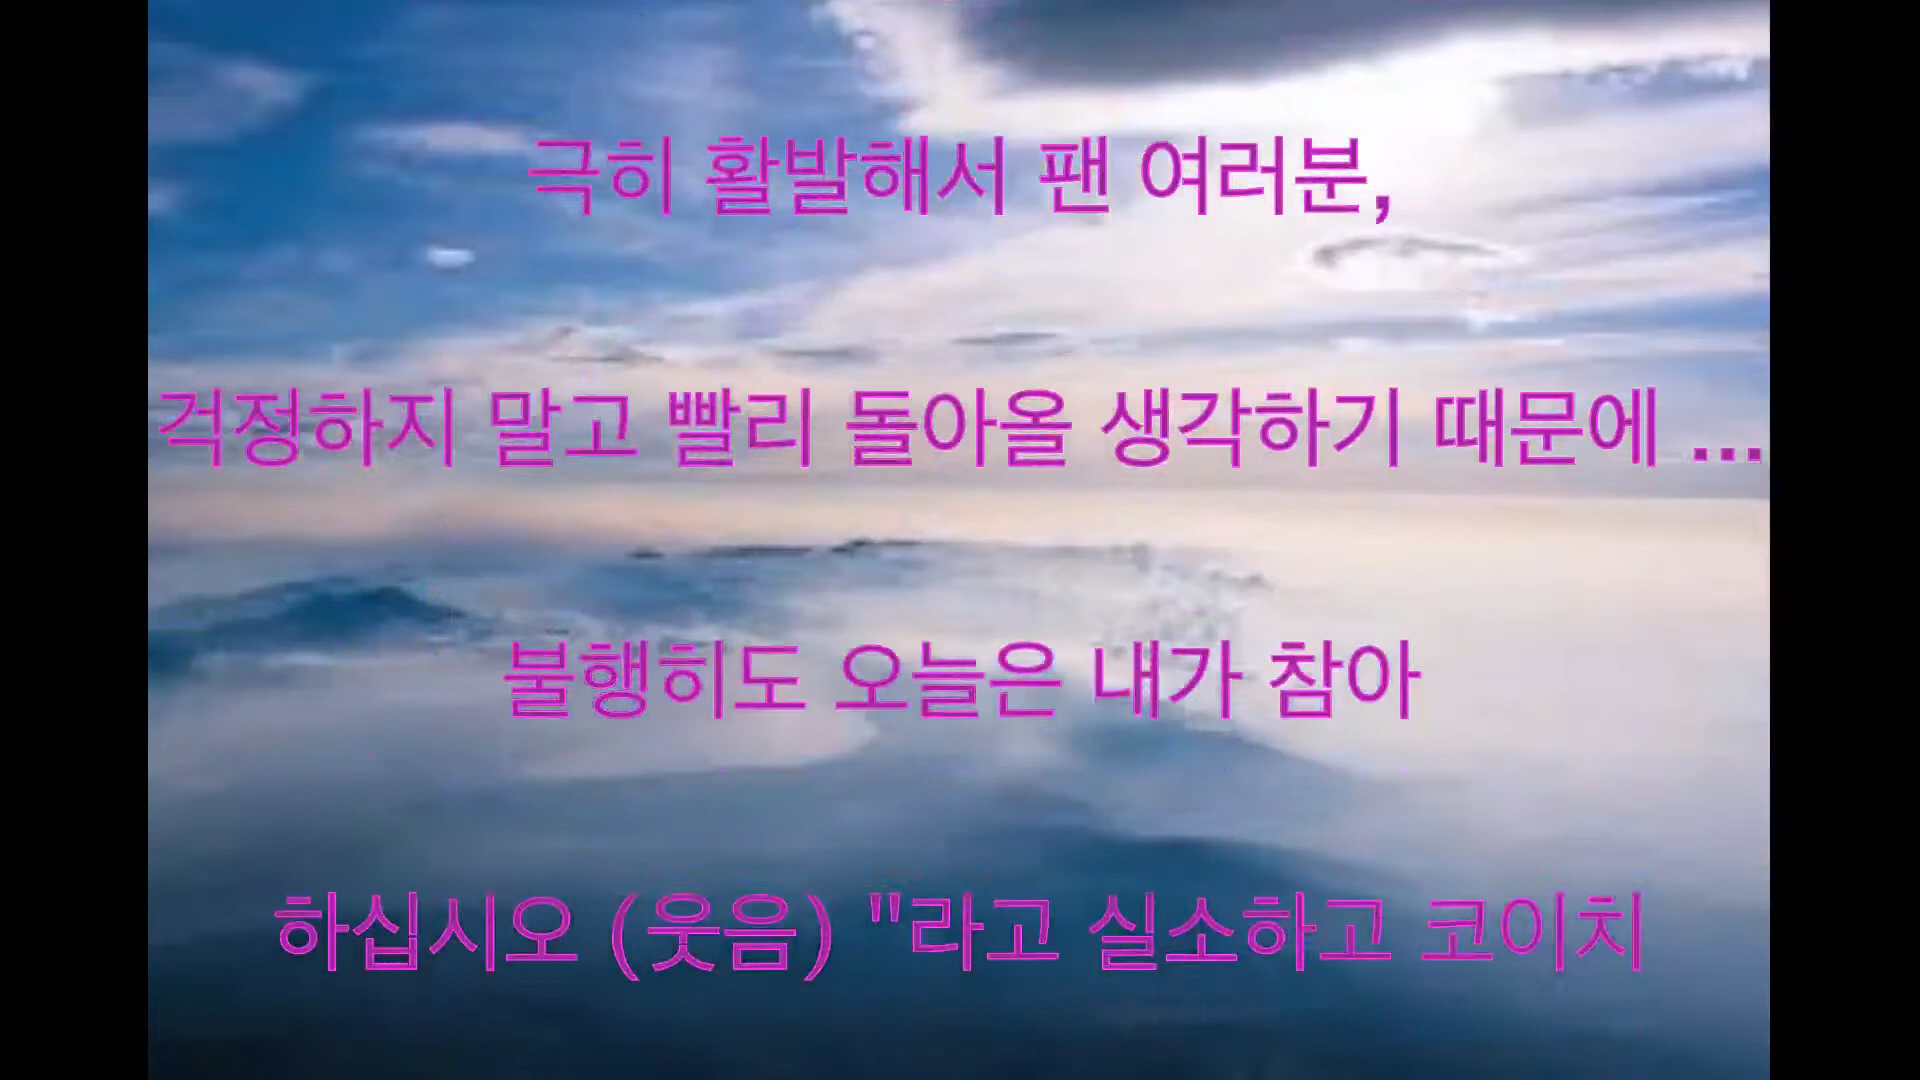 극히 활발해서 팬 여러분,
걱정하지 말고 빨리 돌아올 생각하기 때문에 ...
불행히도 오늘은 내가 참아
하십시오 (웃음) "라고 실소하고 코이치